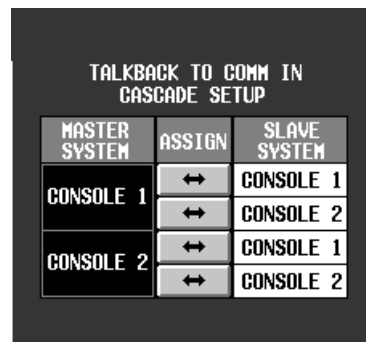 TALKBACK TO COMM IN
CASCADE SETUP
MASTER SYSTEM ASSIGN SLAVE SYSTEM
CONSOLE 1 ↔ CONSOLE 1
↔ CONSOLE 2
CONSOLE 2 ↔ CONSOLE 1
↔ CONSOLE 2